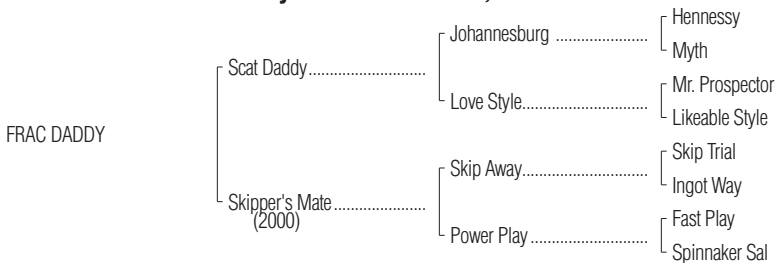 Hennessy
Johannesburg ......................
Myth
Scat Daddy............................
Mr. Prospector
Love Style..............................
Likeable Style
FRAC DADDY
Skip Trial
Skip Away..............................
Ingot Way
Skipper's Mate......................
(2000)
Fast Play
Power Play............................
Spinnaker Sal